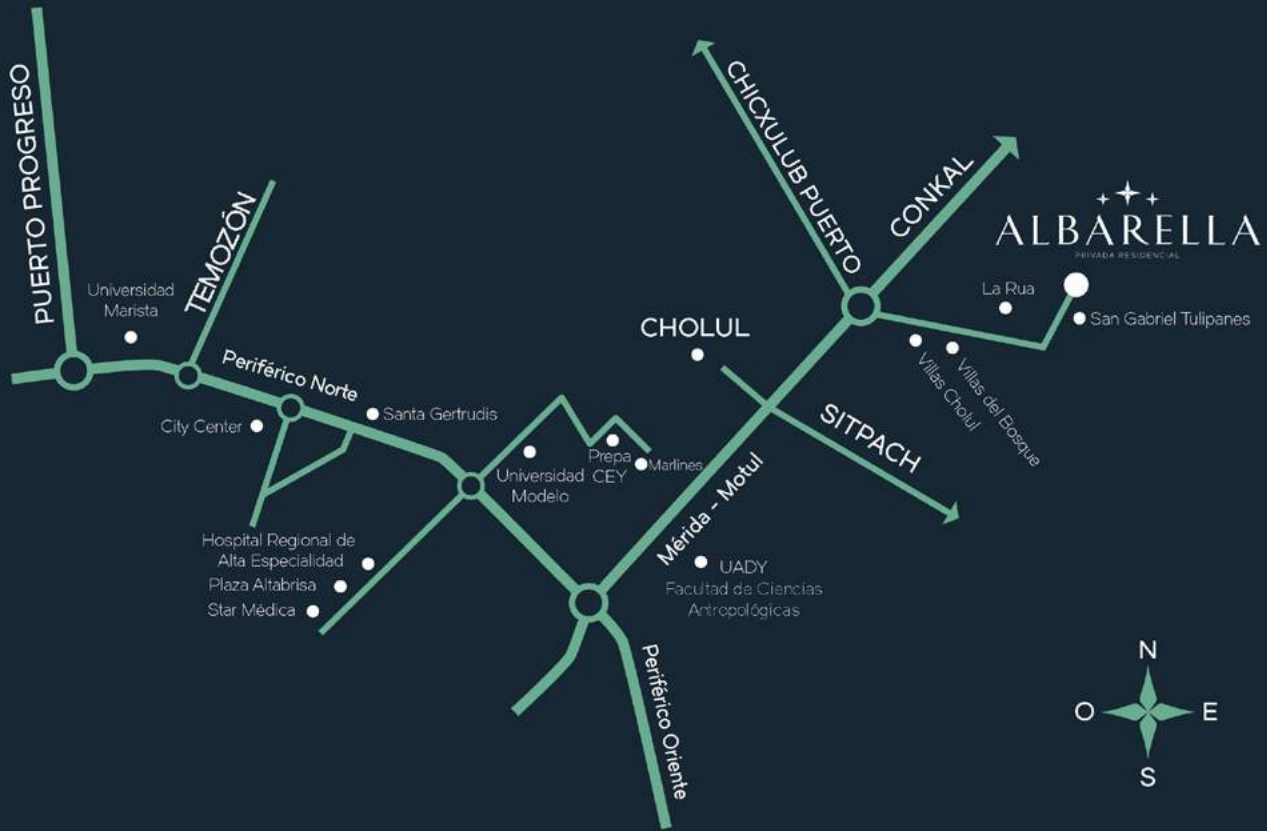 PUERTO PROGRESO
TEMOZÓN
CHICXULUB PUERTO
CONKAL
ALBARELLA
PRIVADA RESIDENCIAL
Universidad
Marista
La Rua
San Gabriel Tulipanes
CHOLUL
Periférico Norte
Villas Cholul
Villas del Bosque
City Center
Santa Gertrudis
SITPACH
Universidad
Modelo
Prepa
CEY
Marlines
Mérida - Motul
Hospital Regional de
Alta Especialidad
Plaza Altabrisa
Star Médica
UADY
Facultad de Ciencias
Antropológicas
Periférico Oriente
N
O
E
S